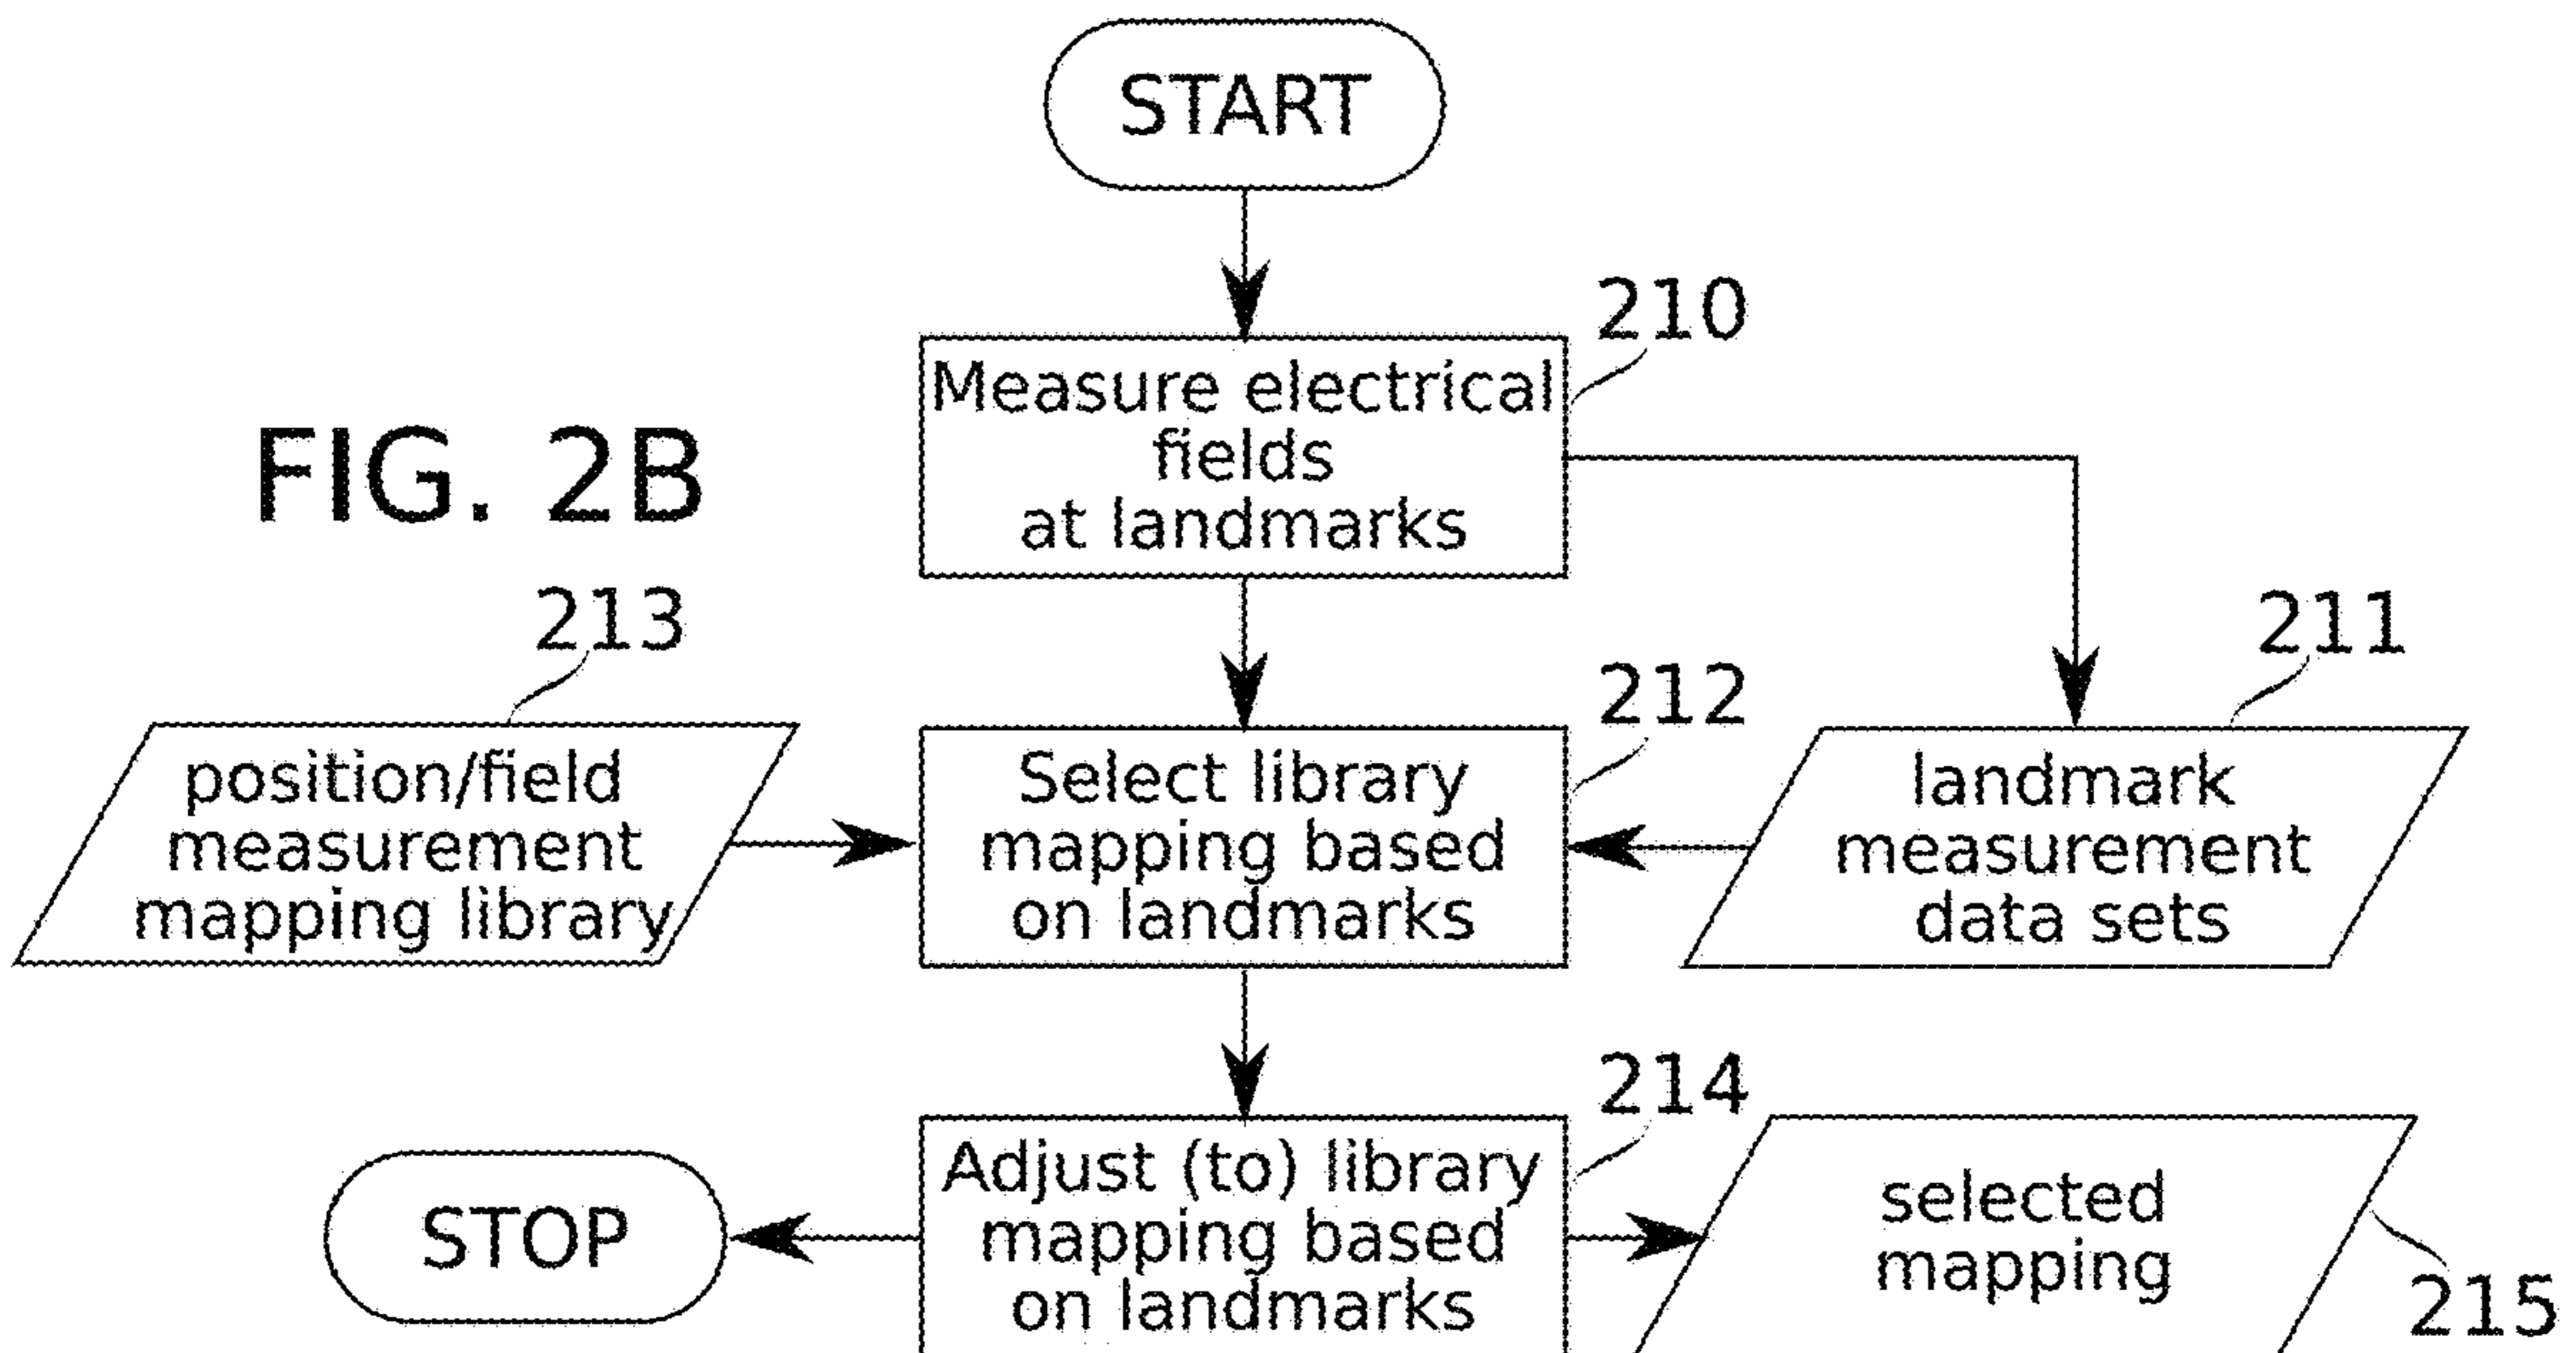 START
210
Measure electrical
fields
at landmarks
FIG. 2B
213
211
212
position/field
measurement
mapping library
Select library
mapping based
on landmarks
landmark
measurement
data sets
214
STOP
Adjust (to) library
mapping based
on landmarks
selected
mapping
215